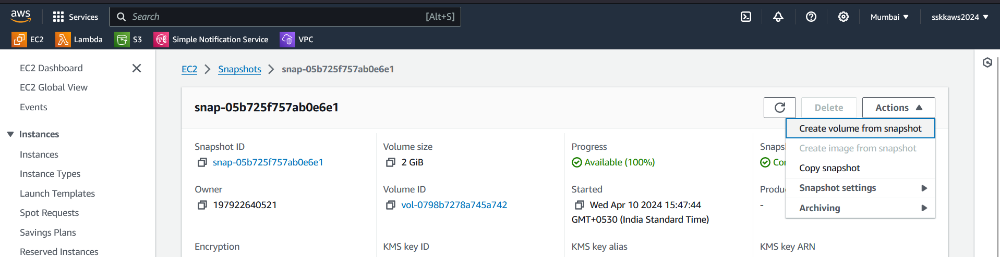 aws
Services
Search [Alt+S]
Mumbai
sskkaws2024
EC2
Lambda
S3
Simple Notification Service
VPC
EC2 Dashboard
EC2 Global View
Events
Instances
Instances
Instance Types
Launch Templates
Spot Requests
Savings Plans
Reserved Instances
EC2 > Snapshots > snap-05b725f757ab0e6e1
snap-05b725f757ab0e6e1
Delete
Actions
Create volume from snapshot
Create image from snapshot
Copy snapshot
Snapshot settings
Archiving
Snapshot ID
snap-05b725f757ab0e6e1
Volume size
2 GiB
Progress
Available (100%)
Owner
197922640521
Volume ID
vol-0798b7278a745a742
Started
Wed Apr 10 2024 15:47:44
GMT+0530 (India Standard Time)
-
Encryption
KMS key ID
KMS key alias
KMS key ARN